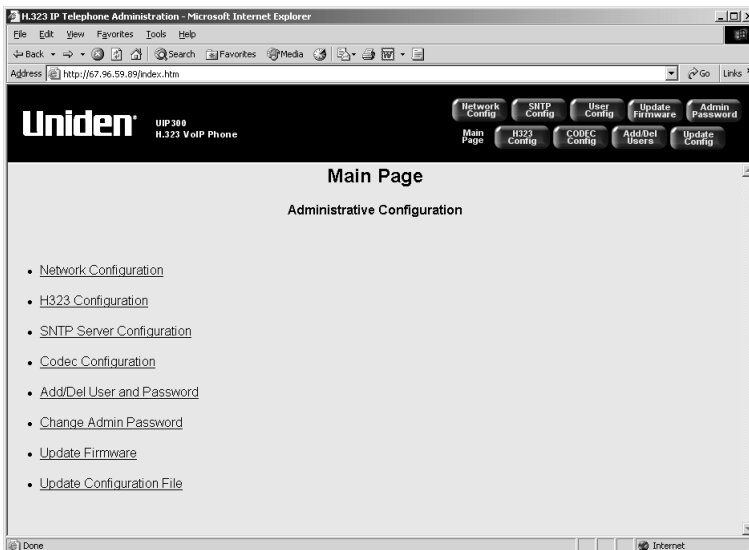 H.323 IP Telephone Administration - Microsoft Internet Explorer
File Edit View Favorites Tools Help
Back Search Favorites Media
Address http://67.96.59.89/index.htm Go Links
Uniden
UIP300
H.323 VoIP Phone
Network Config SNTP Config User Config Update Firmware Admin Password
Main Page H323 Config CODEC Config Add/Del Users Update Config
Main Page
Administrative Configuration
• Network Configuration
• H323 Configuration
• SNTP Server Configuration
• Codec Configuration
• Add/Del User and Password
• Change Admin Password
• Update Firmware
• Update Configuration File
Done Internet